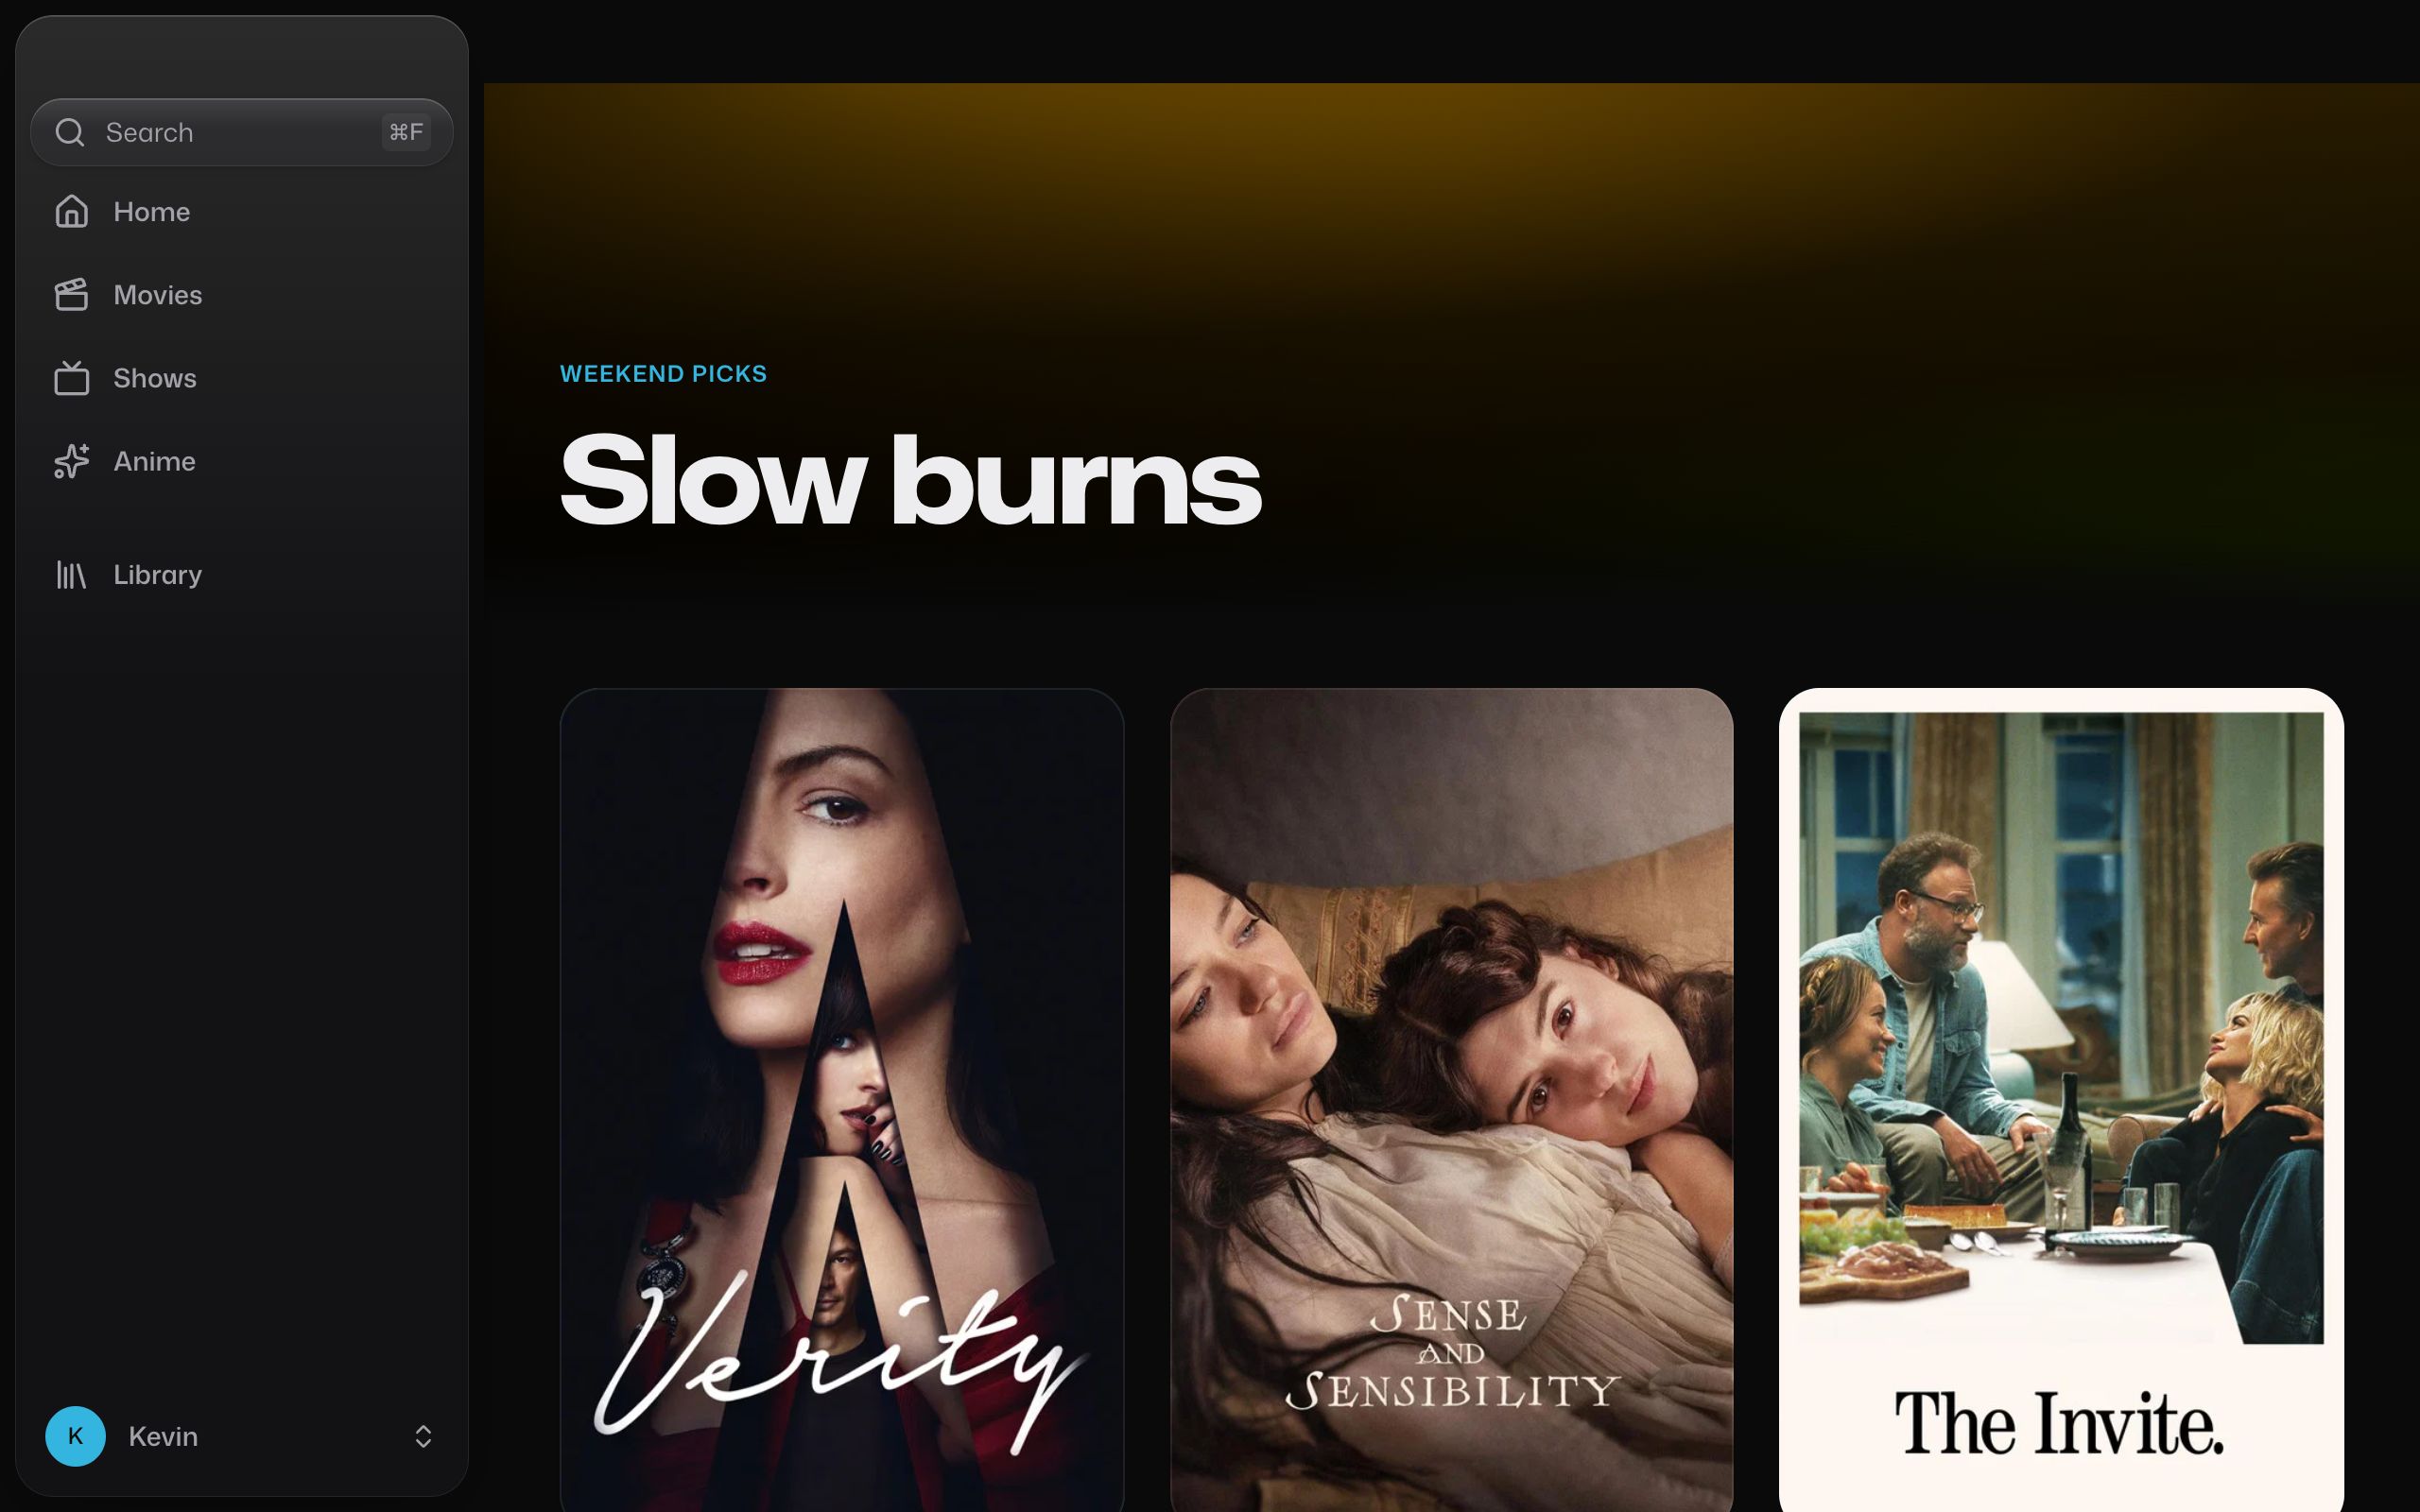 Search ⌘F
Home
Movies
Shows
Anime
Library
Kevin
K
WEEKEND PICKS
Slow burns
Verity
SENSE
AND
SENSIBILITY
The Invite.